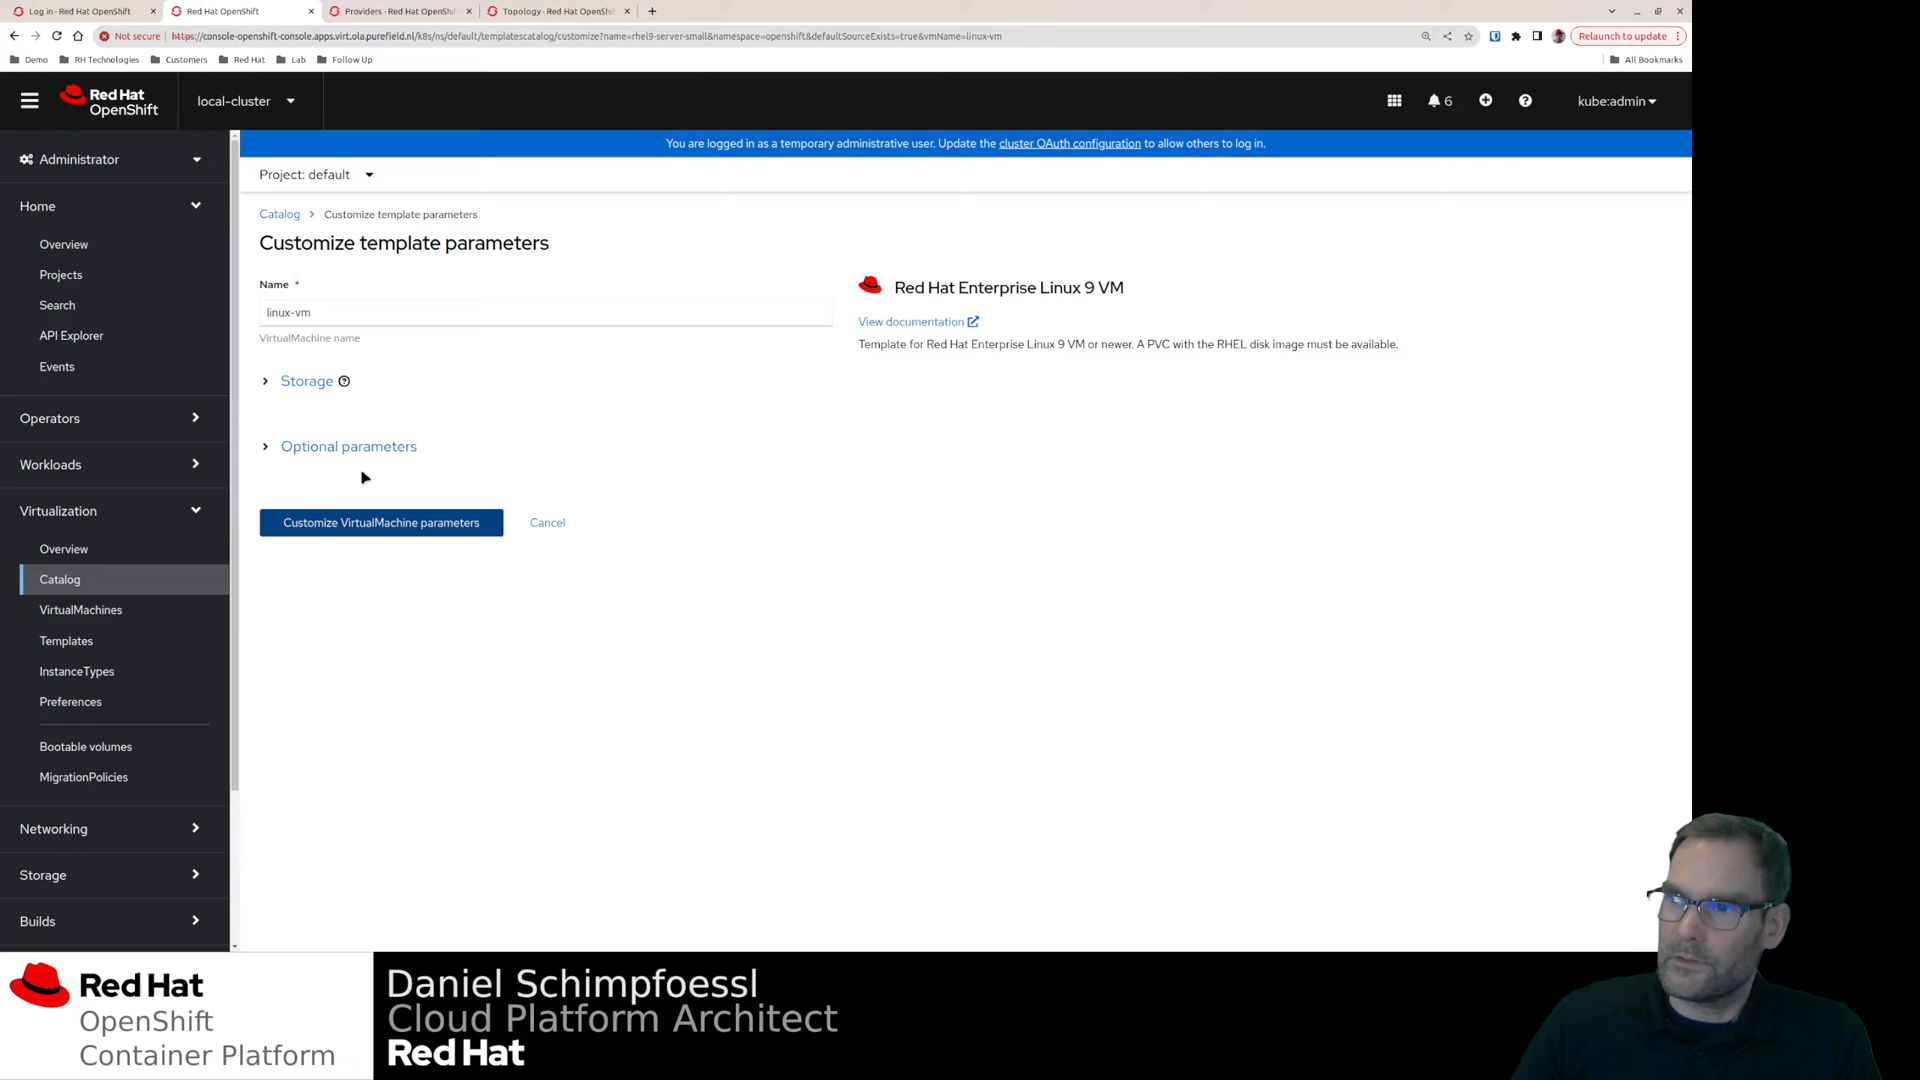 Log in · Red Hat OpenShift
Red Hat OpenShift
Providers · Red Hat OpenShi
Topology · Red Hat OpenShi
Not secure
https://console-openshift-console.apps.virt.ola.purefield.nl/k8s/ns/default/templatescatalog/customize?name=rhel9-server-small&namespace=openshift&defaultSourceExists=true&vmName=linux-vm
Relaunch to update
Demo
RH Technologies
Customers
Red Hat
Lab
Follow Up
All Bookmarks
Red Hat
OpenShift
local-cluster
6
kube:admin
You are logged in as a temporary administrative user. Update the cluster OAuth configuration to allow others to log in.
Administrator
Home
Overview
Projects
Search
API Explorer
Events
Operators
Workloads
Virtualization
Overview
Catalog
VirtualMachines
Templates
InstanceTypes
Preferences
Bootable volumes
MigrationPolicies
Networking
Storage
Builds
Project: default
Catalog
Customize template parameters
Customize template parameters
Name *
linux-vm
VirtualMachine name
Storage
Optional parameters
Customize VirtualMachine parameters
Cancel
Red Hat Enterprise Linux 9 VM
View documentation
Template for Red Hat Enterprise Linux 9 VM or newer. A PVC with the RHEL disk image must be available.
Red Hat
OpenShift
Container Platform
Daniel Schimpfoessl
Cloud Platform Architect
Red Hat